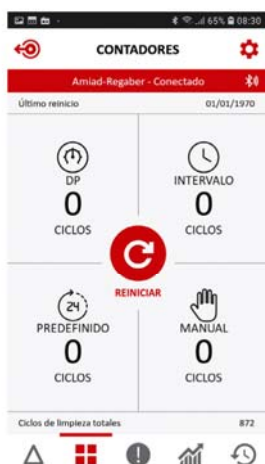 65% 08:30
CONTADORES
Amiad-Regaber - Conectado
Último reinicio 01/01/1970
DP
0
CICLOS
INTERVALO
0
CICLOS
REINICIAR
24
PREDEFINIDO
0
CICLOS
MANUAL
0
CICLOS
Ciclos de limpieza totales 872